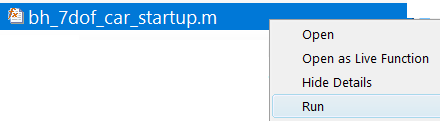 bh_7dof_car_startup.m
Open
Open as Live Function
Hide Details
Run